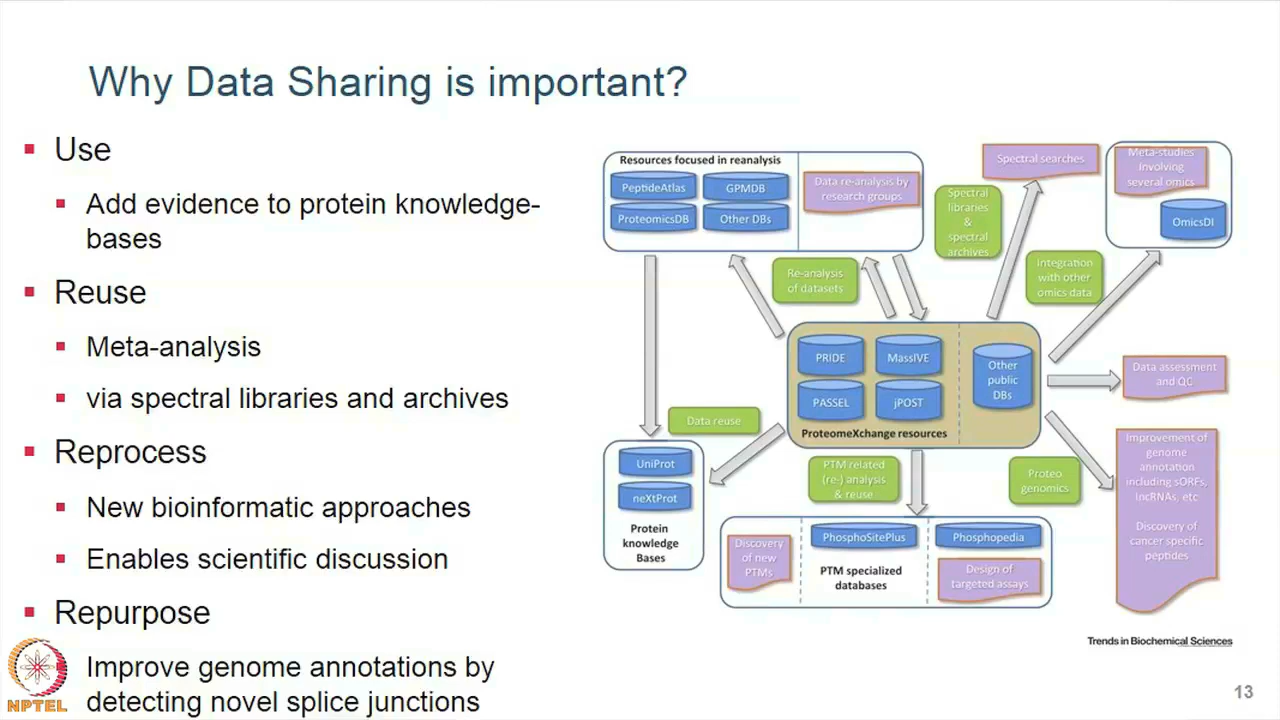 Why Data Sharing is important?
Use
Add evidence to protein knowledge-
bases
Reuse
Meta-analysis
via spectral libraries and archives
Reprocess
New bioinformatic approaches
Enables scientific discussion
Repurpose
Improve genome annotations by
detecting novel splice junctions
NPTEL
Resources focused in reanalysis
PeptideAtlas
GPMDB
ProteomicsDB
Other DBs
Data re-analysis by
research groups
Spectral searches
Spectral
libraries
&
spectral
archives
Meta-studies
Involving
several omics
OmicsDI
Re-analysis
of datasets
Integration
with other
omics data
PRIDE
MassIVE
PASSEL
jPOST
Other
public
DBs
ProteomeXchange resources
Data assessment
and QC
Data reuse
UniProt
neXtProt
Protein
knowledge
Bases
PTM related
(re-) analysis
& reuse
Proteo
genomics
Improvement of
genome
annotation
including sORFs,
lncRNAs, etc
Discovery of
cancer specific
peptides
Discovery
of new
PTMs
PhosphoSitePlus
PTM specialized
databases
Phosphopedia
Design of
targeted assays
Trends in Biochemical Sciences
13